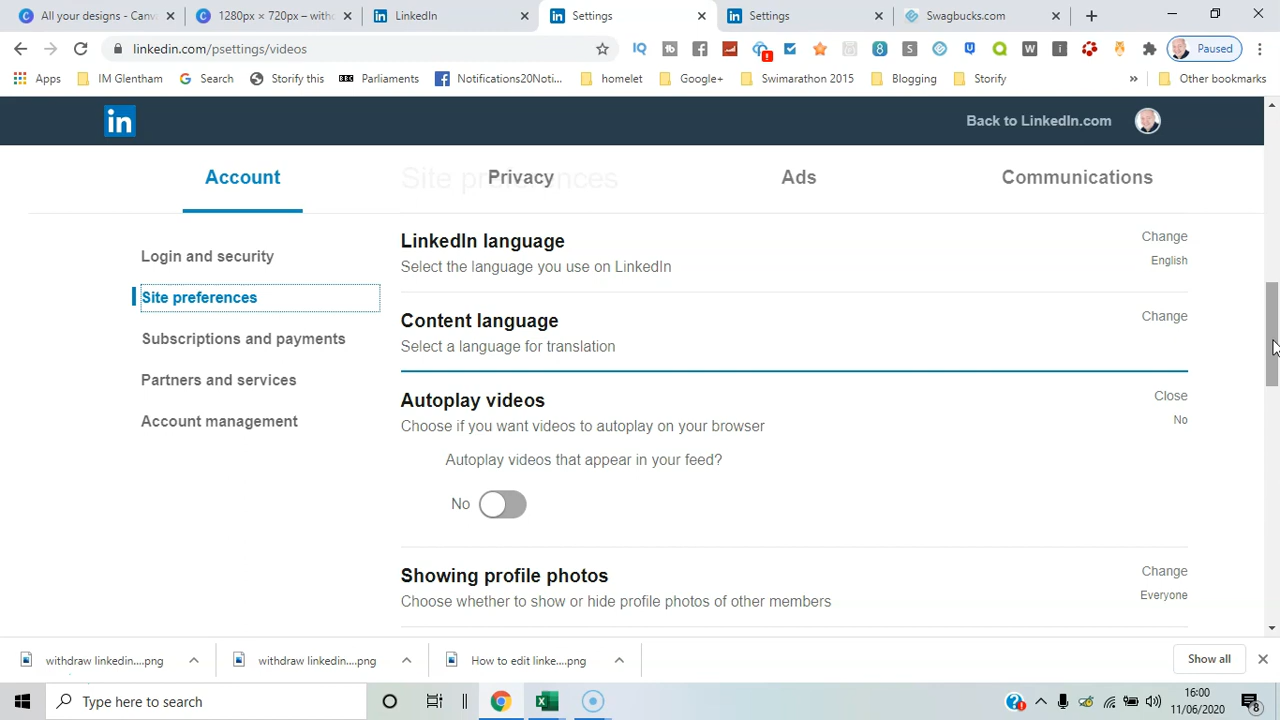 All your designs - Canv
1280px × 720px – with
LinkedIn
Settings
Settings
Swagbucks.com
linkedin.com/psettings/videos
Paused
Apps
IM Glentham
Search
Storify this
Parliaments
Notifications20Noti...
homelet
Google+
Swimarathon 2015
Blogging
Storify
»
Other bookmarks
in
Back to LinkedIn.com
Account
Site preferences
Privacy
Ads
Communications
Login and security
Site preferences
Subscriptions and payments
Partners and services
Account management
LinkedIn language
Change
Select the language you use on LinkedIn
English
Content language
Change
Select a language for translation
Autoplay videos
Close
Choose if you want videos to autoplay on your browser
No
Autoplay videos that appear in your feed?
No
Showing profile photos
Change
Choose whether to show or hide profile photos of other members
Everyone
withdraw linkedin....png
withdraw linkedin....png
How to edit linke....png
Show all
Type here to search
16:00
11/06/2020
8